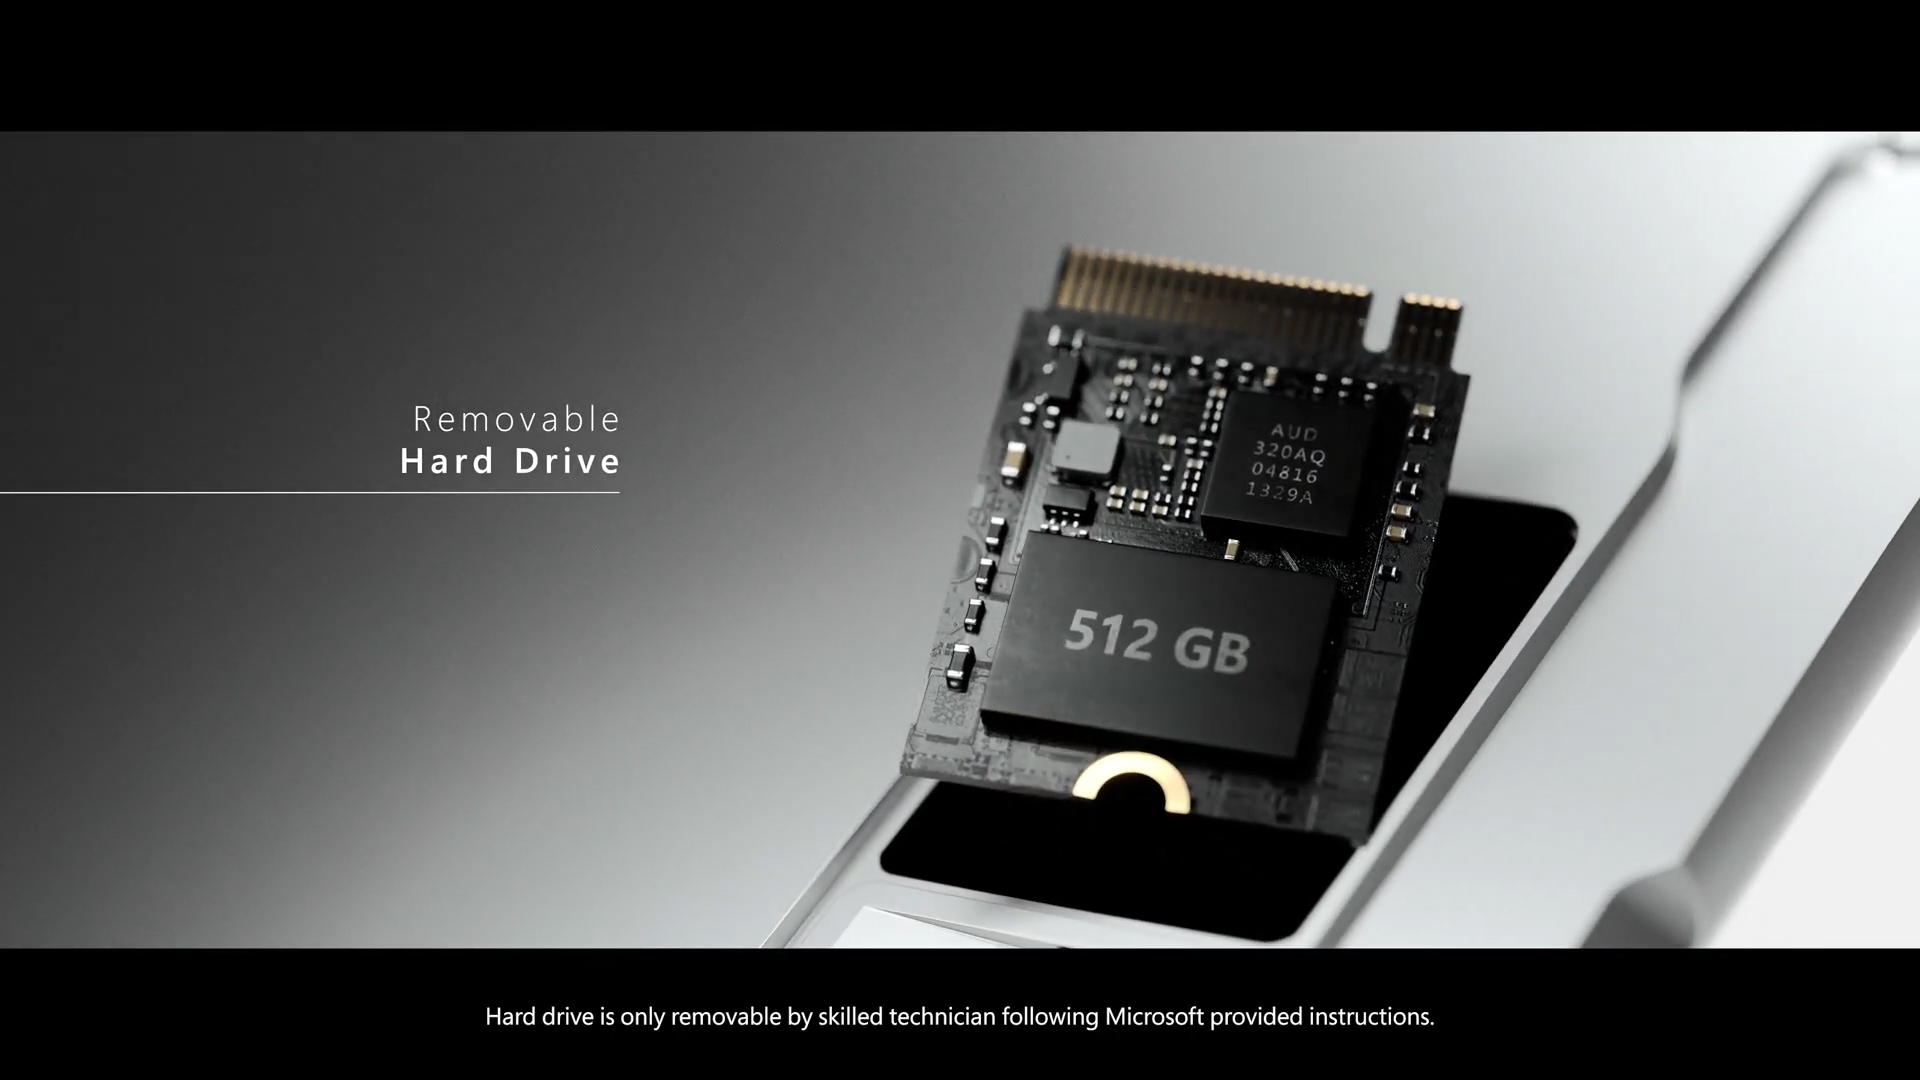 Removable
Hard Drive
AUD
320AQ
04816
1329A
512 GB
Hard drive is only removable by skilled technician following Microsoft provided instructions.